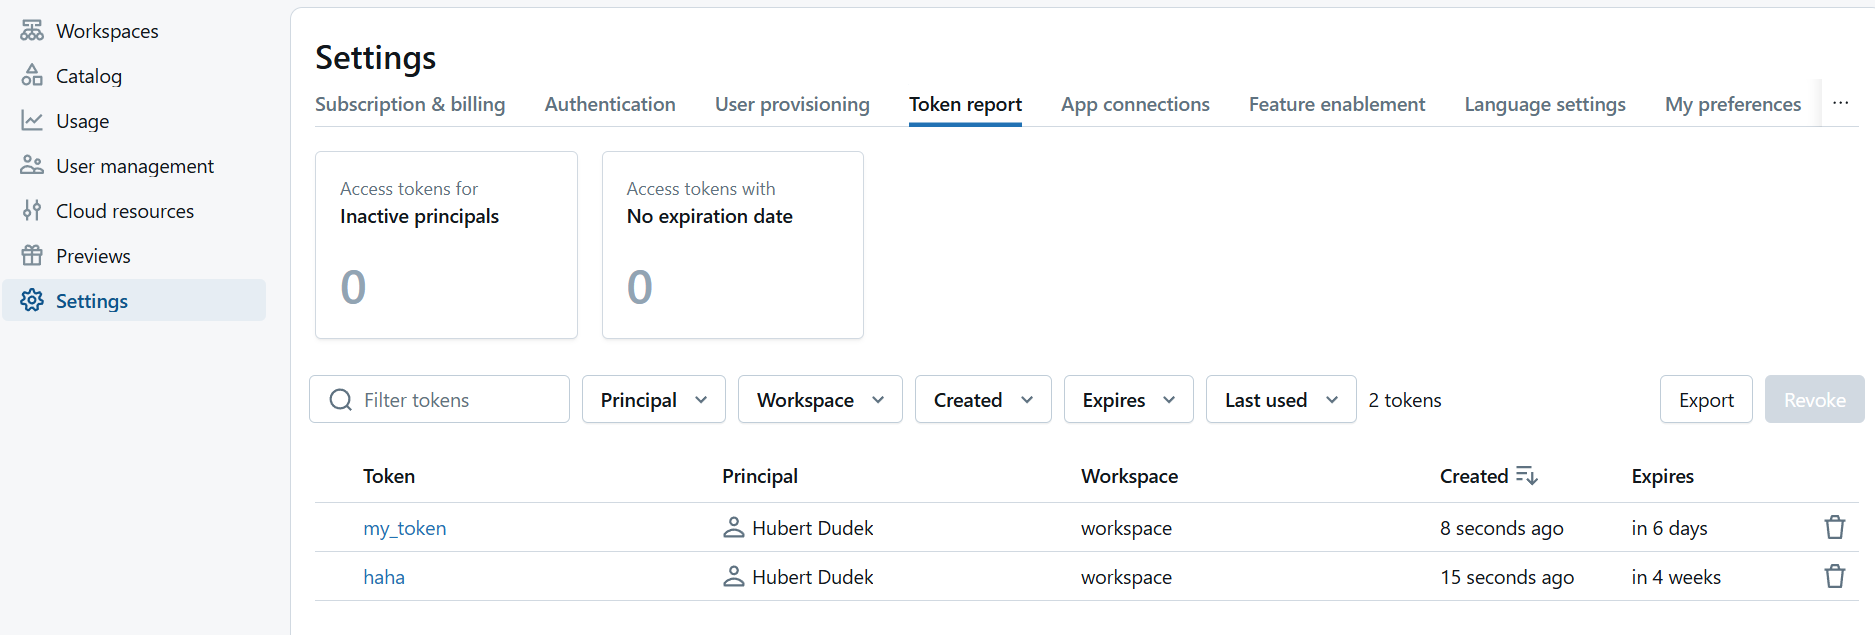 Workspaces
Catalog
Usage
User management
Cloud resources
Previews
Settings
Settings
Subscription & billing Authentication User provisioning Token report App connections Feature enablement Language settings My preferences ...
Access tokens for
Inactive principals
0
Access tokens with
No expiration date
0
Filter tokens Principal Workspace Created Expires Last used 2 tokens Export Revoke
Token Principal Workspace Created Expires
my_token Hubert Dudek workspace 8 seconds ago in 6 days
haha Hubert Dudek workspace 15 seconds ago in 4 weeks